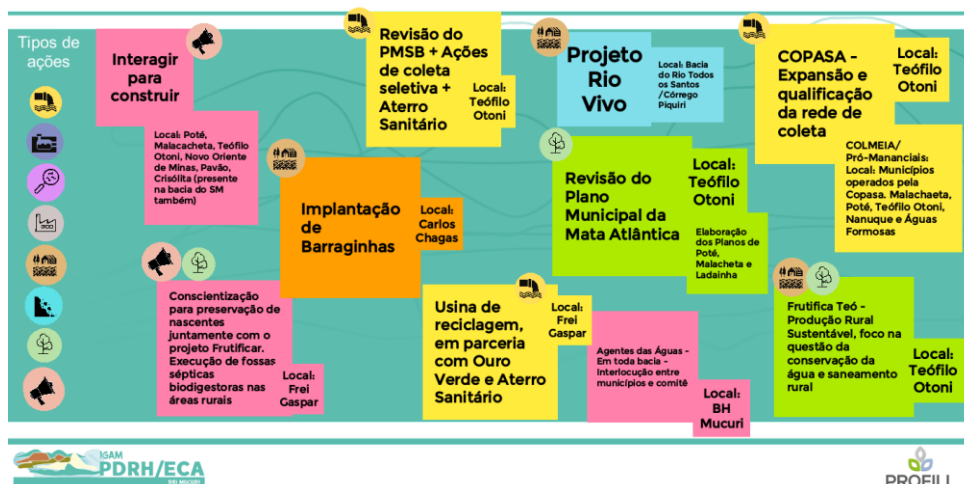 Tipos de
ações
Interagir
para
construir
Local: Poté,
Malacacheta, Teófilo
Otoni, Novo Oriente
de Minas, Pavão,
Crisólita (presente
na bacia do SM
também)
Revisão do
PMSB + Ações
de coleta
seletiva +
Aterro
Sanitário
Local:
Teófilo
Otoni
Projeto
Rio
Vivo
Local: Bacia
do Rio Todos
os Santos
/Córrego
Piquiri
COPASA -
Expansão e
qualificação
da rede de
coleta
Local:
Teófilo
Otoni
COLMEIA/
Pró-Mananciais:
Local: Municípios
operados pela
Copasa. Malachaeta,
Poté, Teófilo Otoni,
Nanuque e Águas
Formosas
Implantação
de
Barraginhas
Local:
Carlos
Chagas
Revisão do
Plano
Municipal da
Mata Atlântica
Local:
Teófilo
Otoni
Elaboração
dos Planos de
Poté,
Malacheta e
Ladainha
Conscientização
para preservação de
nascentes
juntamente com o
projeto Frutificar.
Execução de fossas
sépticas
biodigestoras nas
áreas rurais
Local:
Frei
Gaspar
Usina de
reciclagem,
em parceria
com Ouro
Verde e Aterro
Sanitário
Local:
Frei
Gaspar
Agentes das Águas -
Em toda bacia -
Interlocução entre
municípios e comitê
Local:
BH
Mucuri
Frutifica Teó -
Produção Rural
Sustentável, foco na
questão da
conservação da
água e saneamento
rural
Local:
Teófilo
Otoni
IGAM
PDRH/ECA
RIO MUCURI
PROFILL